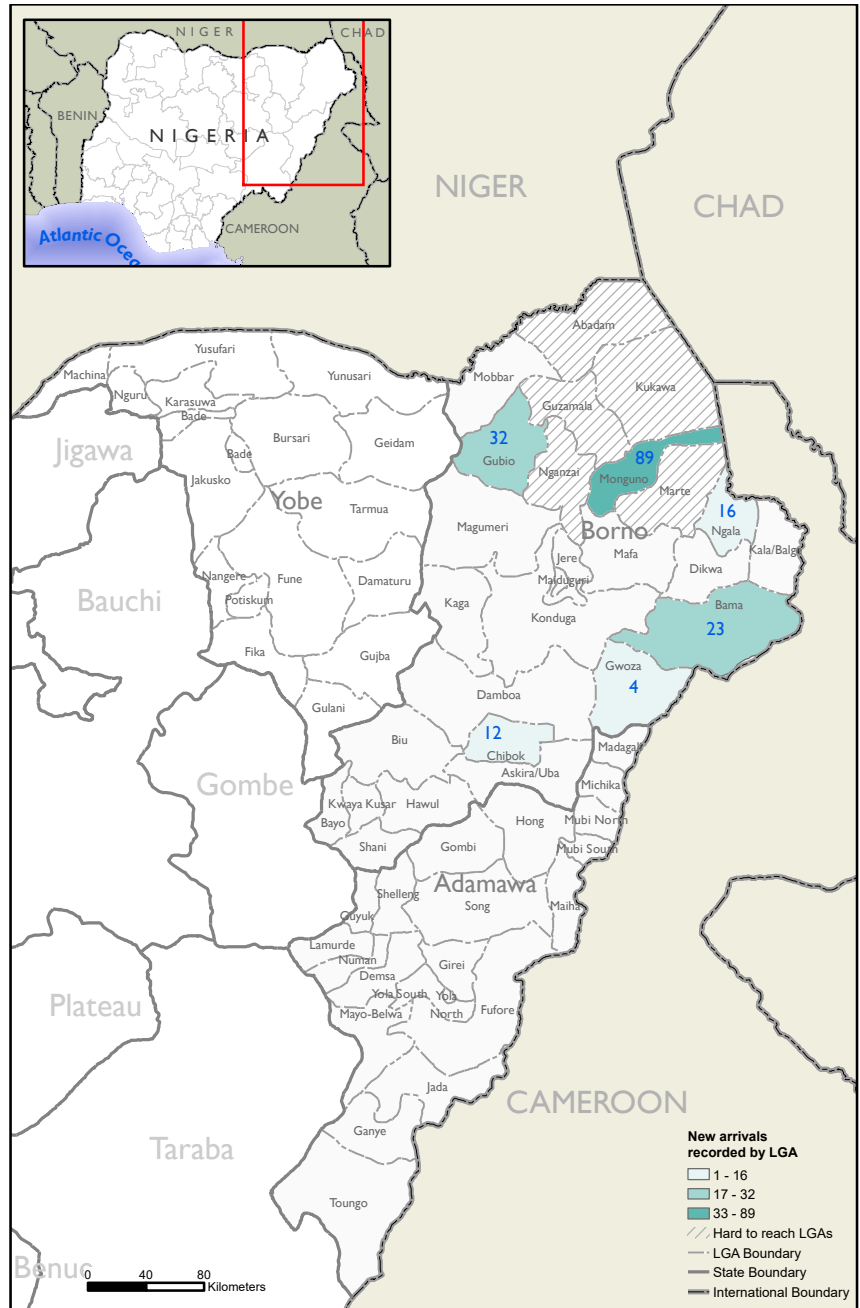 NIGER
CHAD
BENIN
NIGERIA
CAMEROON
Atlantic Ocea
NIGER
CHAD
Abadam
Yusufari
Machina
Yunusari
Mobbar
Kukawa
Nguru
Karasuwa
Bade
Guzamala
Jigawa
Bursari
Geidam
32
Gubio
89
Bade
Nganzai
Monguno
Jakusko
Marte
Yobe
Tarmua
16
Ngala
Magumeri
Borno
Jere
Mafa
Kala/Balgi
Nangere
Fune
Damaturu
Maiduguri
Dikwa
Bauchi
Potiskum
Kaga
Konduga
Bama
23
Fika
Gujba
Gwoza
4
Gulani
Damboa
12
Biu
Chibok
Madagali
Askira/Uba
Gombe
Michika
Kwaya Kusar
Hawul
Bayo
Hong
Mubi North
Shani
Gombi
Mubi South
Adamawa
Shelleng
Song
Maiha
Guyuk
Lamurde
Numan
Girei
Demsa
Plateau
Yola South
Yola
North
Mayo-Belwa
Fufore
Jada
CAMEROON
Ganye
Taraba
Toungo
Benue
0 40 80
Kilometers
New arrivals
recorded by LGA
1 - 16
17 - 32
33 - 89
Hard to reach LGAs
LGA Boundary
State Boundary
International Boundary